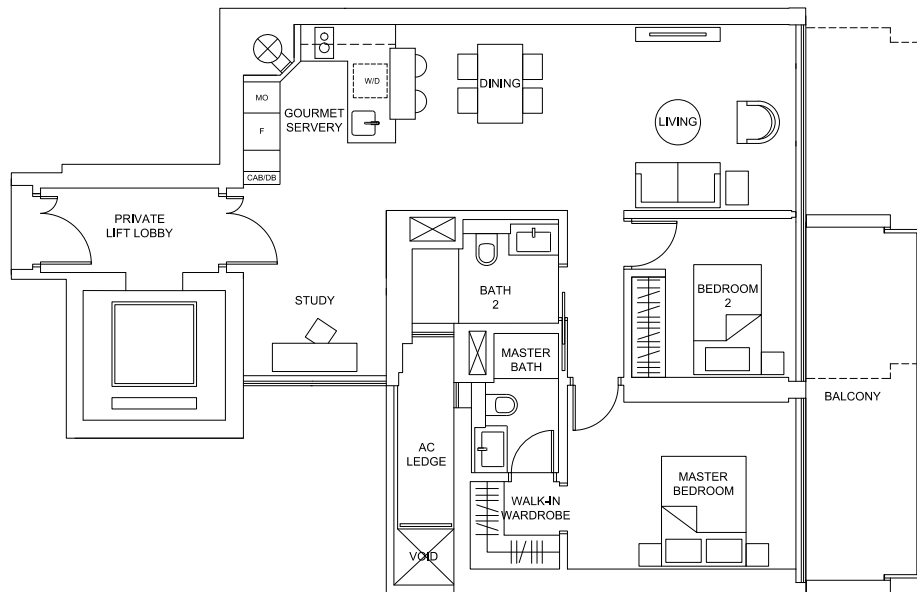 W/D
DINING
MO
GOURMET
SERVERY
LIVING
F
CAB/DB
PRIVATE
LIFT LOBBY
BATH
2
BEDROOM
2
STUDY
MASTER
BATH
BALCONY
AC
LEDGE
MASTER
BEDROOM
WALK-IN
WARDROBE
VOID